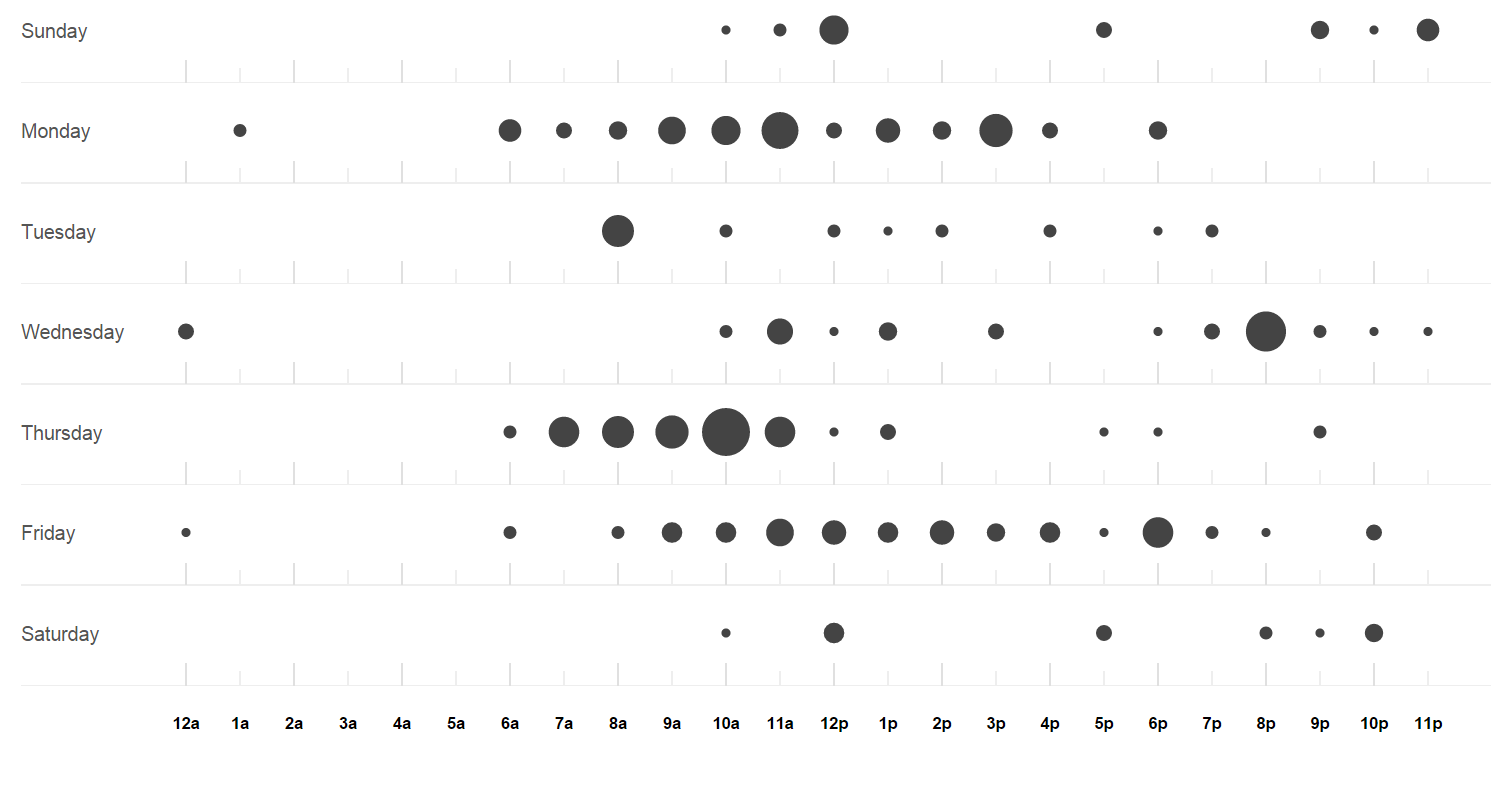 Sunday
Monday
Tuesday
Wednesday
Thursday
Friday
Saturday
12a 1a 2a 3a 4a 5a 6a 7a 8a 9a 10a 11a 12p 1p 2p 3p 4p 5p 6p 7p 8p 9p 10p 11p